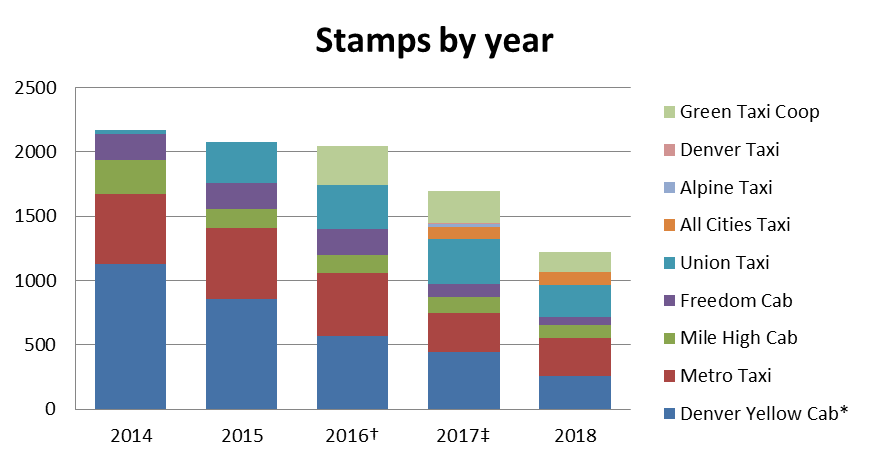 Stamps by year
2500
2000
1500
1000
500
0
2014
2015
2016†
2017‡
2018
Green Taxi Coop
Denver Taxi
Alpine Taxi
All Cities Taxi
Union Taxi
Freedom Cab
Mile High Cab
Metro Taxi
Denver Yellow Cab*